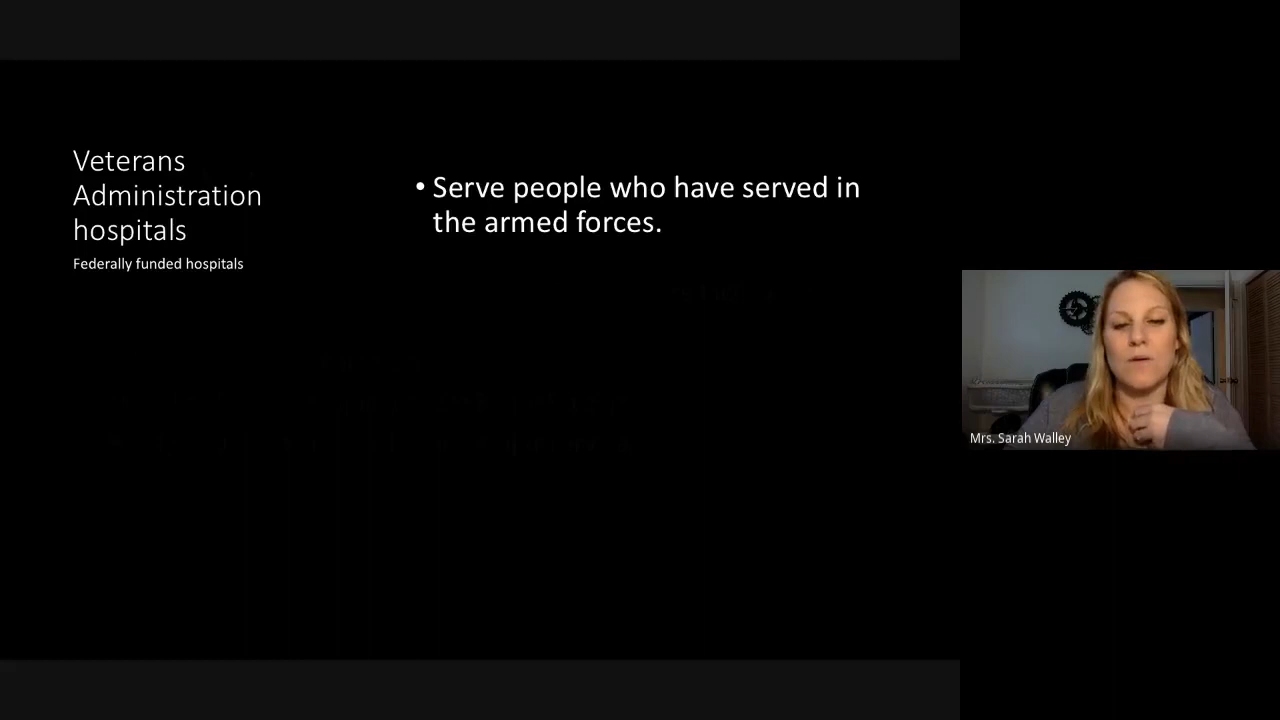 Veterans
Administration
hospitals
Federally funded hospitals
• Serve people who have served in
the armed forces.
Mrs. Sarah Walley